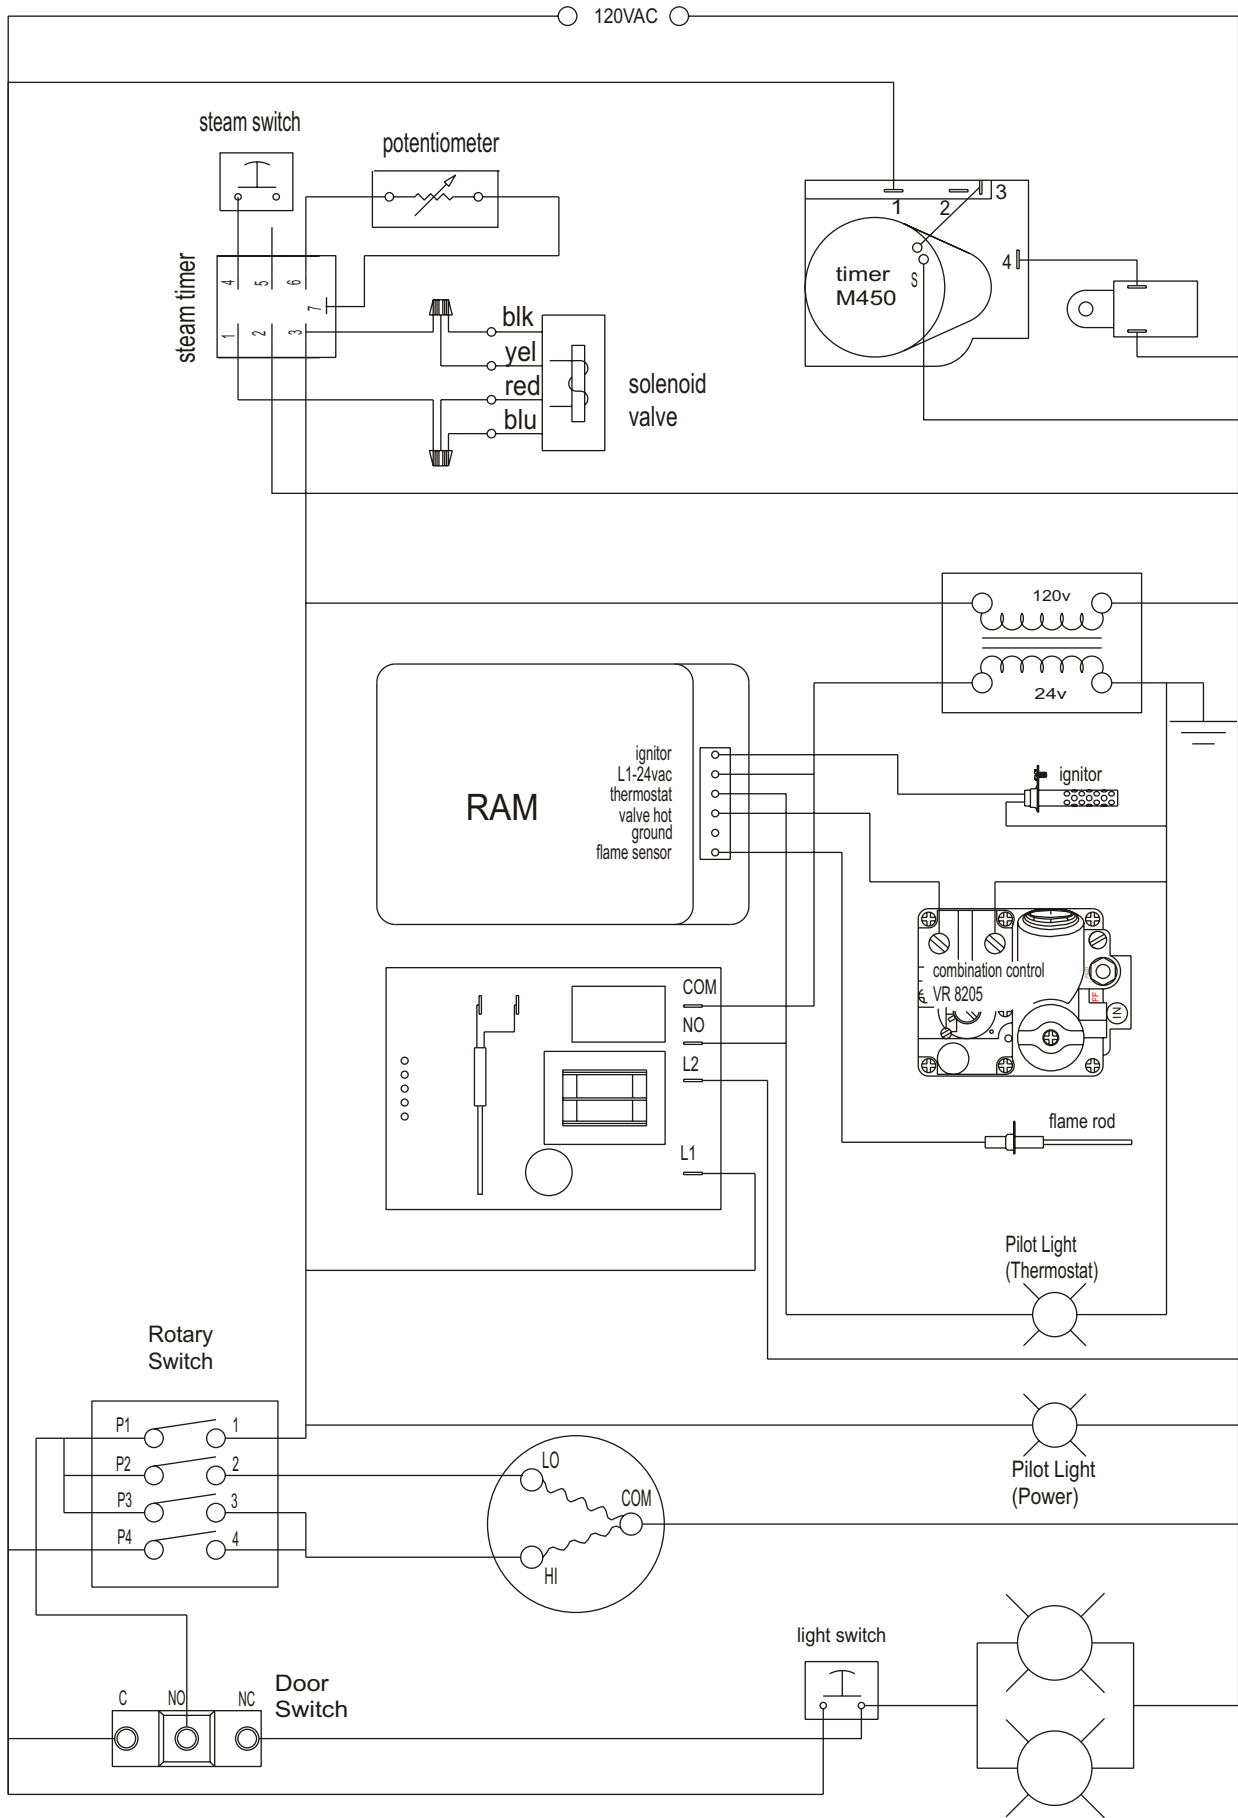 120VAC
steam switch
potentiometer
steam timer
4
5
6
7
1
2
3
blk
yel
red
blu
solenoid
valve
1
2
3
4
timer
M450
S
120v
24v
RAM
ignitor
L1-24vac
thermostat
valve hot
ground
flame sensor
ignitor
combination control
VR 8205
IN
COM
NO
L2
L1
flame rod
Pilot Light
(Thermostat)
Rotary
Switch
P1
1
P2
2
P3
3
P4
4
LO
COM
HI
Pilot Light
(Power)
light switch
Door
Switch
C
NO
NC